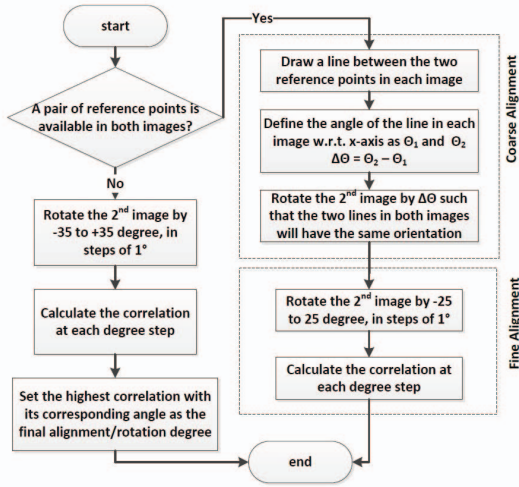 start
Yes
A pair of reference points is
available in both images?
No
Rotate the 2nd image by
-35 to +35 degree, in
steps of 1°
Calculate the correlation
at each degree step
Set the highest correlation with
its corresponding angle as the
final alignment/rotation degree
Draw a line between the two
reference points in each image
Define the angle of the line in each
image w.r.t. x-axis as Θ₁ and Θ₂
ΔΘ = Θ₂ – Θ₁
Rotate the 2nd image by ΔΘ such
that the two lines in both images
will have the same orientation
Coarse Alignment
Rotate the 2nd image by -25
to 25 degree, in steps of 1°
Calculate the correlation at
each degree step
Fine Alignment
end